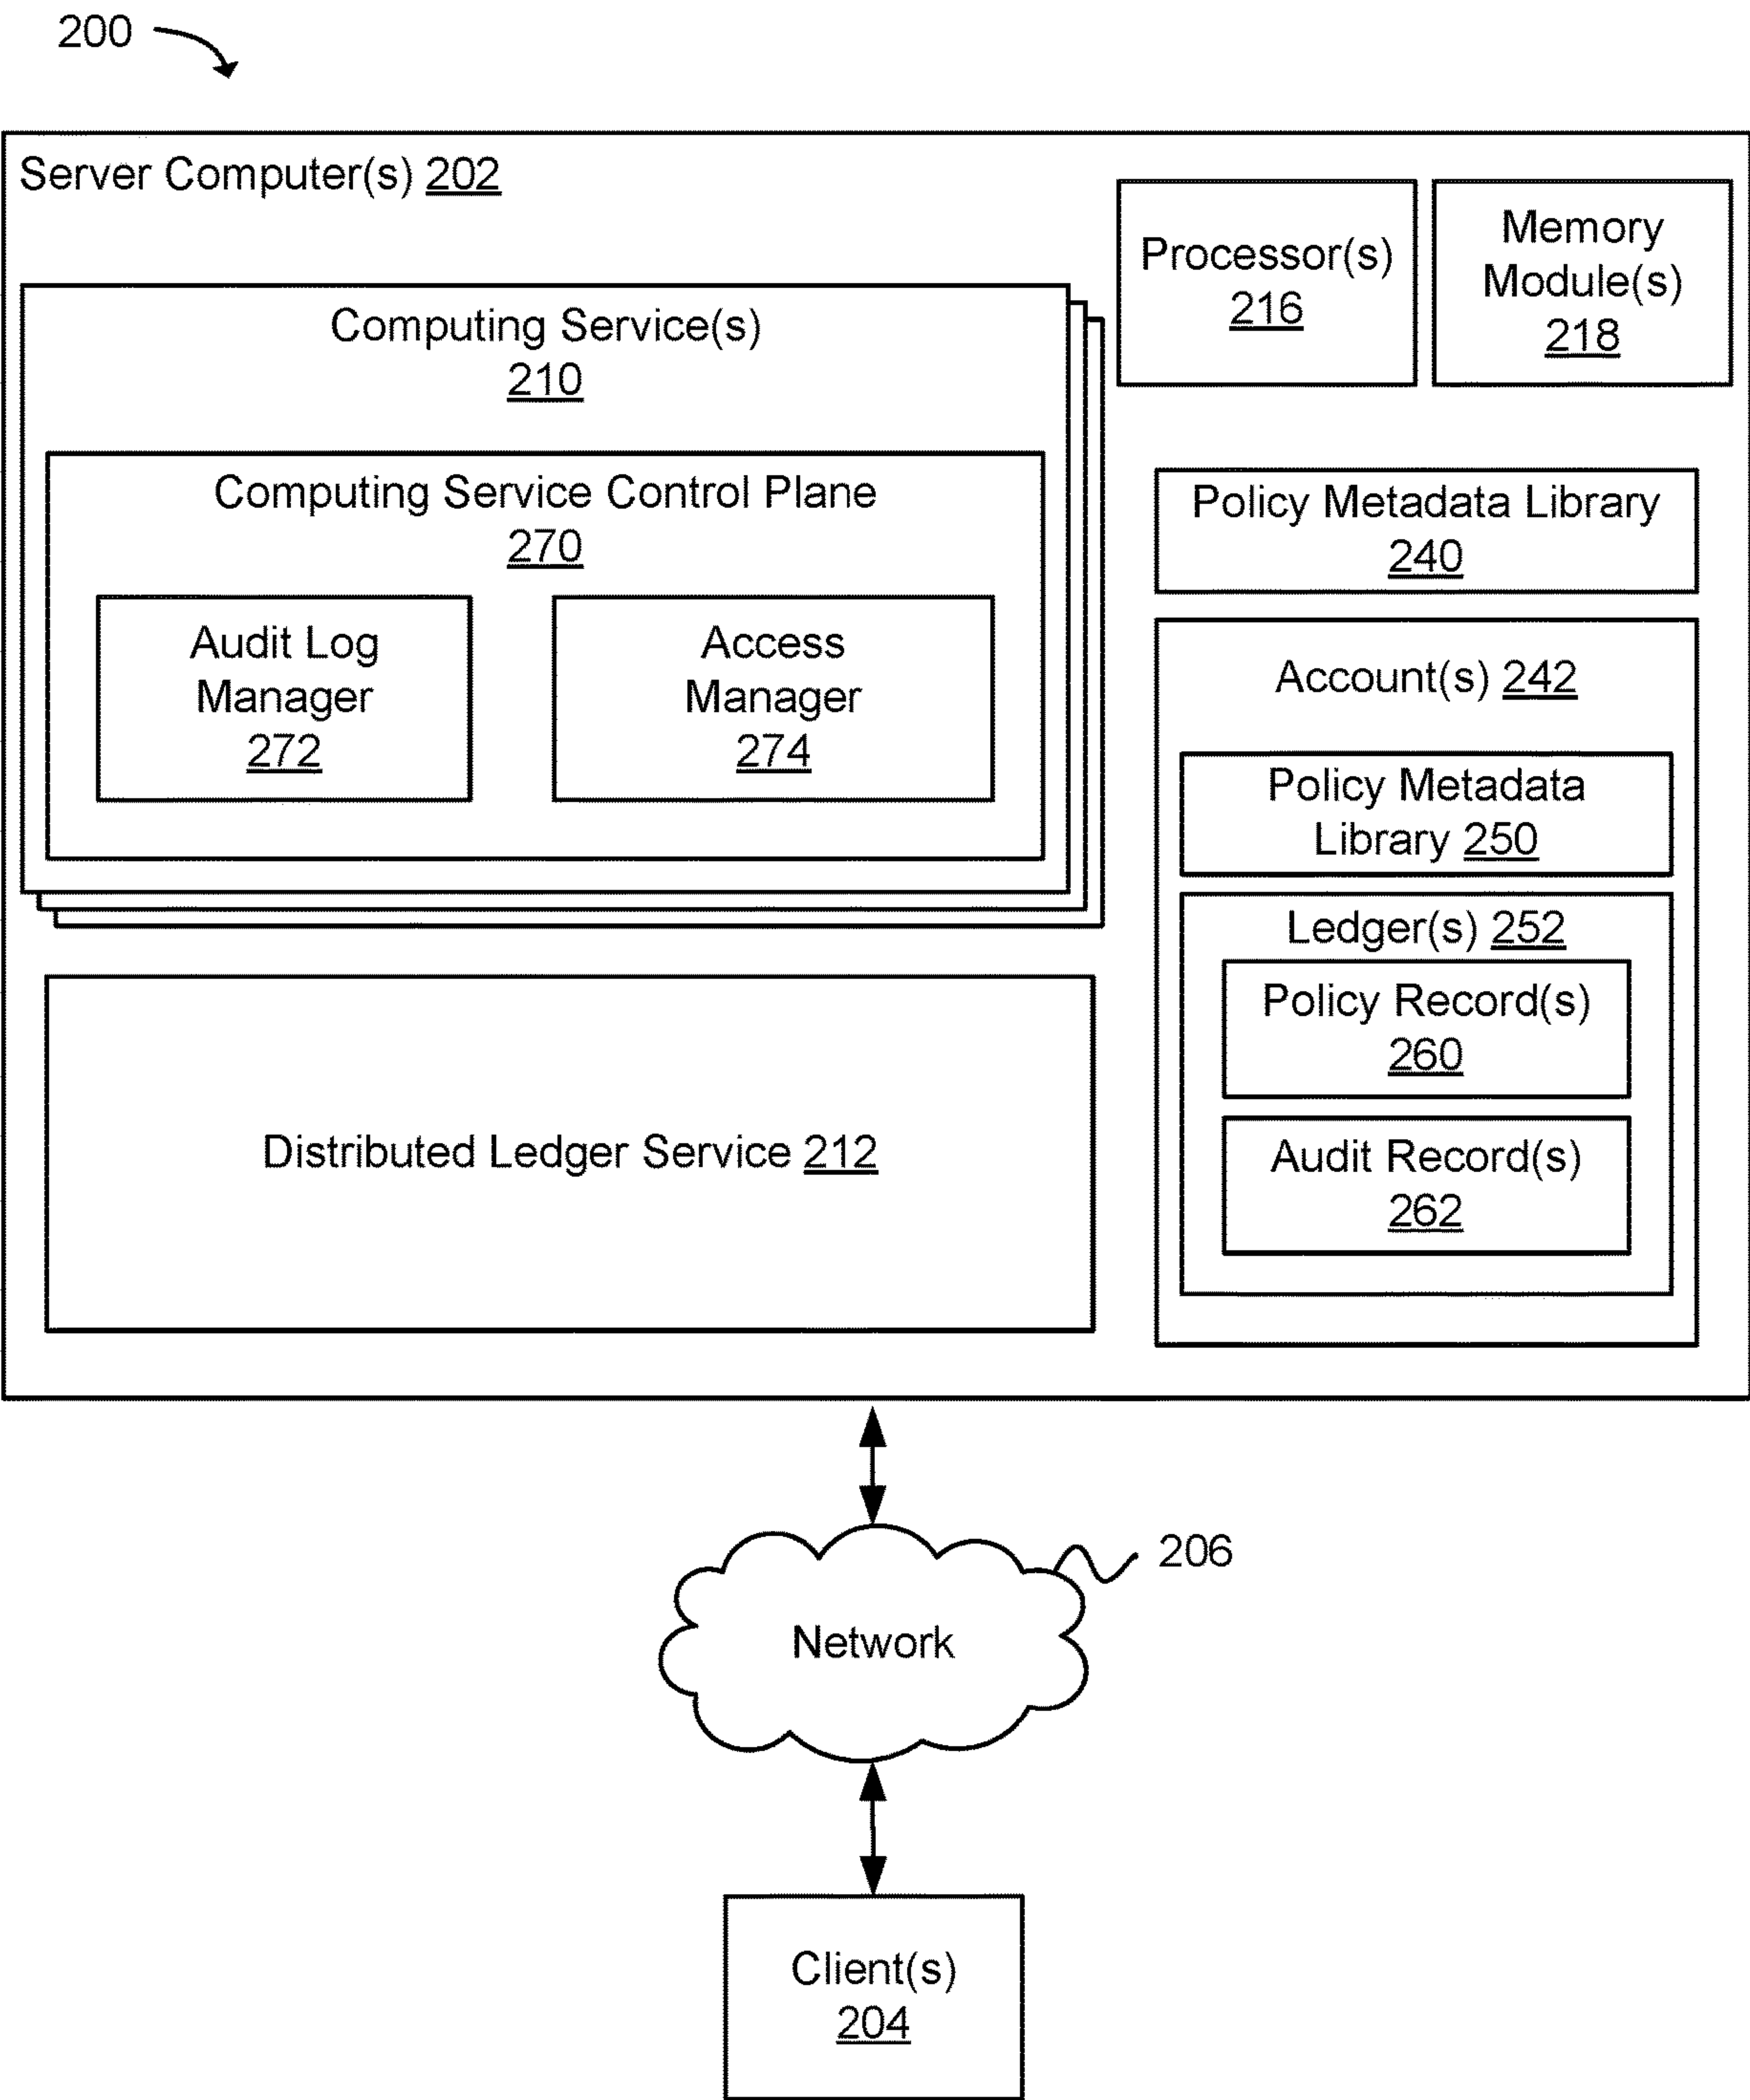 200
Server Computer(s) 202
Processor(s)
216
Memory
Module(s)
218
Computing Service(s)
210
Computing Service Control Plane
270
Audit Log
Manager
272
Access
Manager
274
Policy Metadata Library
240
Account(s) 242
Policy Metadata
Library 250
Ledger(s) 252
Policy Record(s)
260
Audit Record(s)
262
Distributed Ledger Service 212
206
Network
Client(s)
204